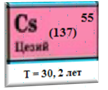 Cs 55
(137)
Цезий
T = 30, 2 лет